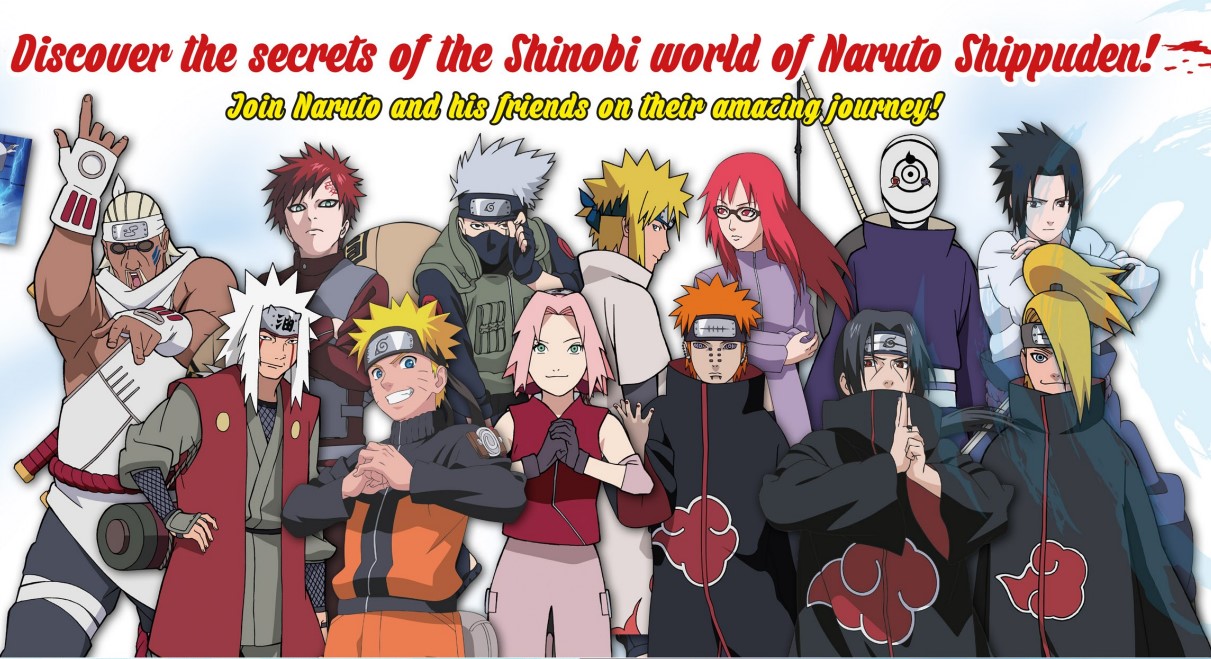 Discover the secrets of the Shinobi world of Naruto Shippuden!
Join Naruto and his friends on their amazing journey!
油